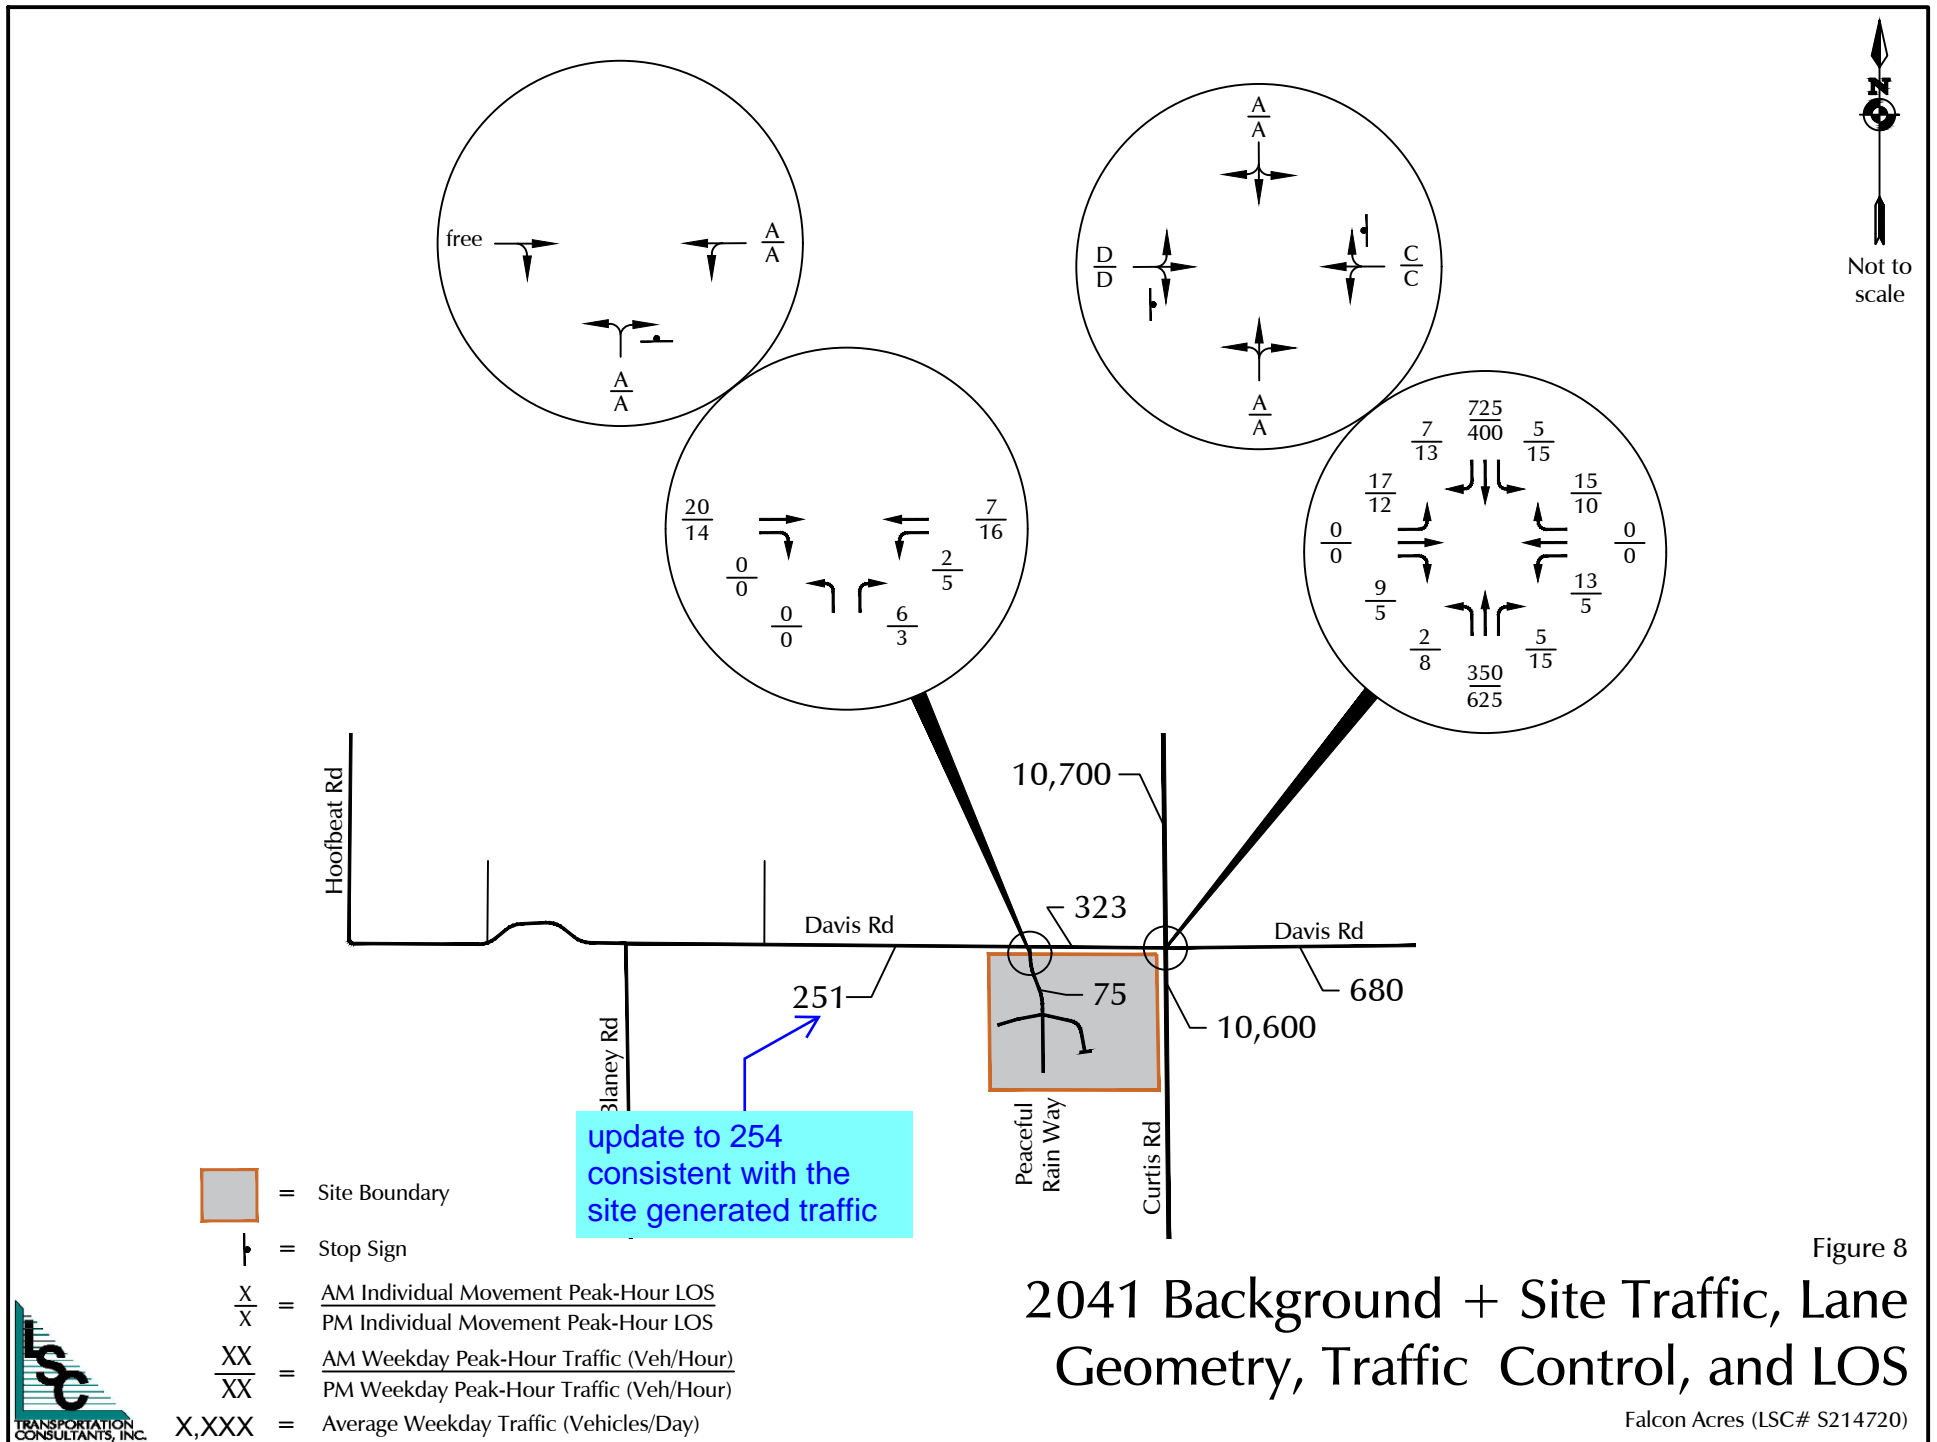 N
Not to
scale
A
A
free
A
A
A
A
D
D
C
C
A
A
20
14
7
16
0
0
2
5
0
0
6
3
725
400
7
13
5
15
17
12
15
10
0
0
0
0
9
5
13
5
2
8
5
15
350
625
Hoofbeat Rd
10,700
323
Davis Rd
Davis Rd
251
75
680
10,600
Blaney Rd
Peaceful
Rain Way
Curtis Rd
update to 254
consistent with the
site generated traffic
= Site Boundary
= Stop Sign
X
X
=
AM Individual Movement Peak-Hour LOS
PM Individual Movement Peak-Hour LOS
XX
XX
=
AM Weekday Peak-Hour Traffic (Veh/Hour)
PM Weekday Peak-Hour Traffic (Veh/Hour)
X,XXX = Average Weekday Traffic (Vehicles/Day)
LSC
TRANSPORTATION
CONSULTANTS, INC.
Figure 8
2041 Background + Site Traffic, Lane
Geometry, Traffic Control, and LOS
Falcon Acres (LSC# S214720)